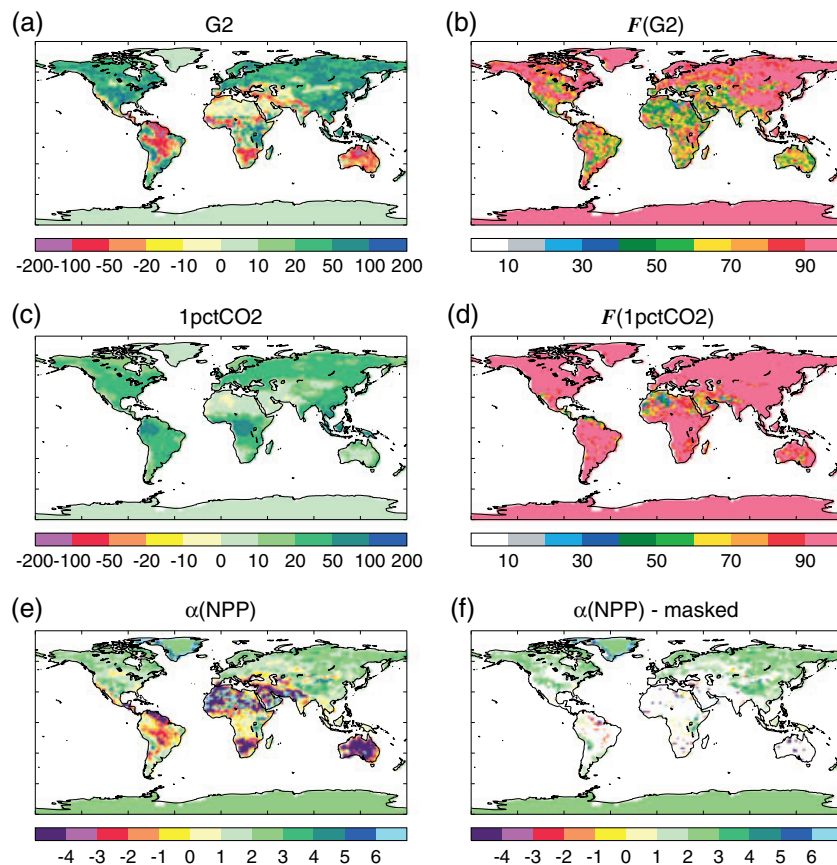 (a) G2
(b) F(G2)
-200-100 -50 -20 -10 0 10 20 50 100 200
10 30 50 70 90
(c) 1pctCO2
(d) F(1pctCO2)
-200-100 -50 -20 -10 0 10 20 50 100 200
10 30 50 70 90
(e) α(NPP)
(f) α(NPP) - masked
-4 -3 -2 -1 0 1 2 3 4 5 6
-4 -3 -2 -1 0 1 2 3 4 5 6